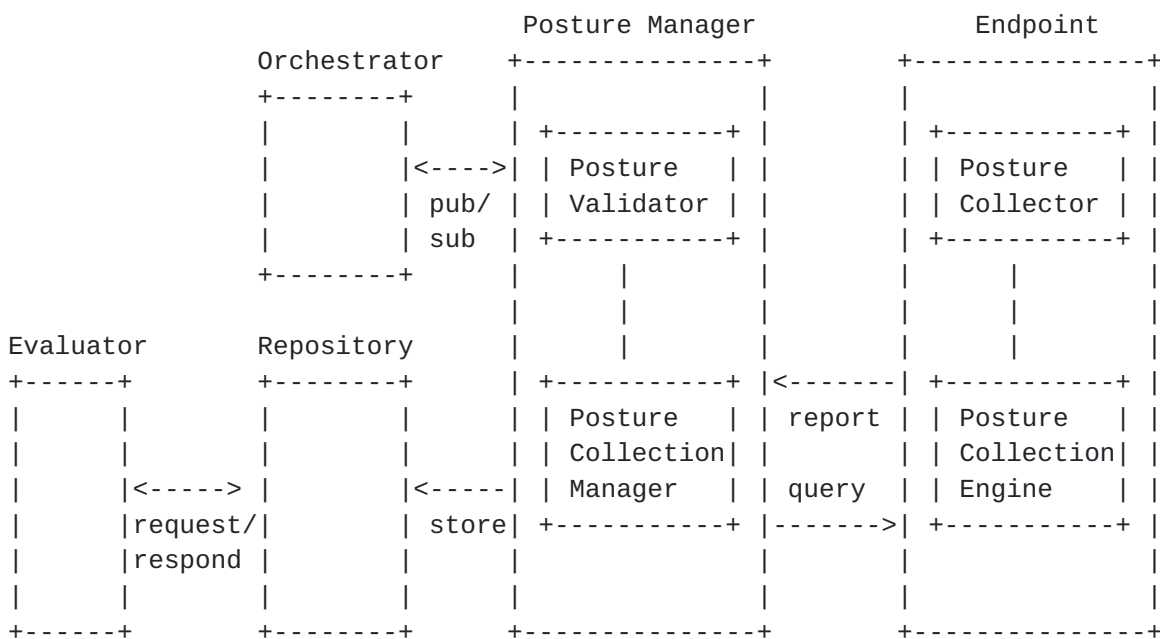 Posture Manager Endpoint
Orchestrator +---------------+ +---------------+
+--------+ | | | |
| | | +-----------+ | | +-----------+ |
| |<---->| | Posture | | | | Posture | |
| | pub/ | | Validator | | | | Collector | |
| | sub | +-----------+ | | +-----------+ |
+--------+ | | | | | |
| | | | | |
Evaluator Repository | | | | | |
+------+ +--------+ | +-----------+ |<-------| +-----------+ |
| | | | | | Posture | | report | | Posture | |
| | | | | | Collection| | | | Collection| |
| |<-----> | |<-----| | Manager | | query | | Engine | |
| |request/| | store| +-----------+ |------->| +-----------+ |
| |respond | | | | | |
| | | | | | | |
+------+ +--------+ +---------------+ +---------------+